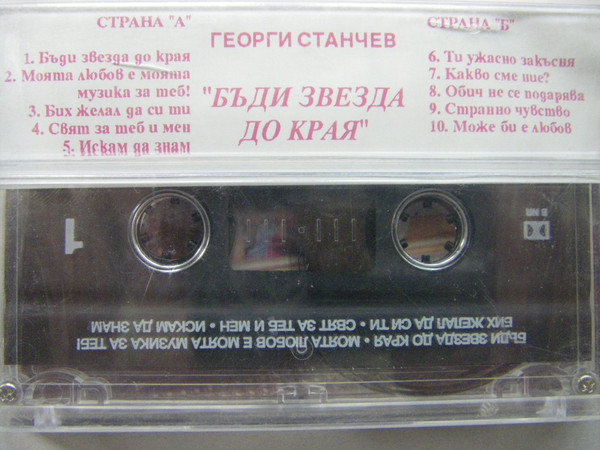 СТРАНА "А"
1. Бъди звезда до края
2. Моята любов е моята
музика за теб!
3. Бих желал да си ти
4. Свят за теб и мен
5. Искам да знам
ГЕОРГИ СТАНЧЕВ
"БЪДИ ЗВЕЗДА
ДО КРАЯ"
СТРАНА "Б"
6. Ти ужасно закъсня
7. Какво сме ние?
8. Обич не се подарява
9. Странно чувство
10. Може би е любов
1
B NR
БЪДИ ЗВЕЗДА ДО КРАЯ • МОЯТА ЛЮБОВ Е МОЯТА МУЗИКА ЗА ТЕБ!
БИХ ЖЕЛАЛ ДА СИ ТИ • СВЯТ ЗА ТЕБ И МЕН • ИСКАМ ДА ЗНАМ